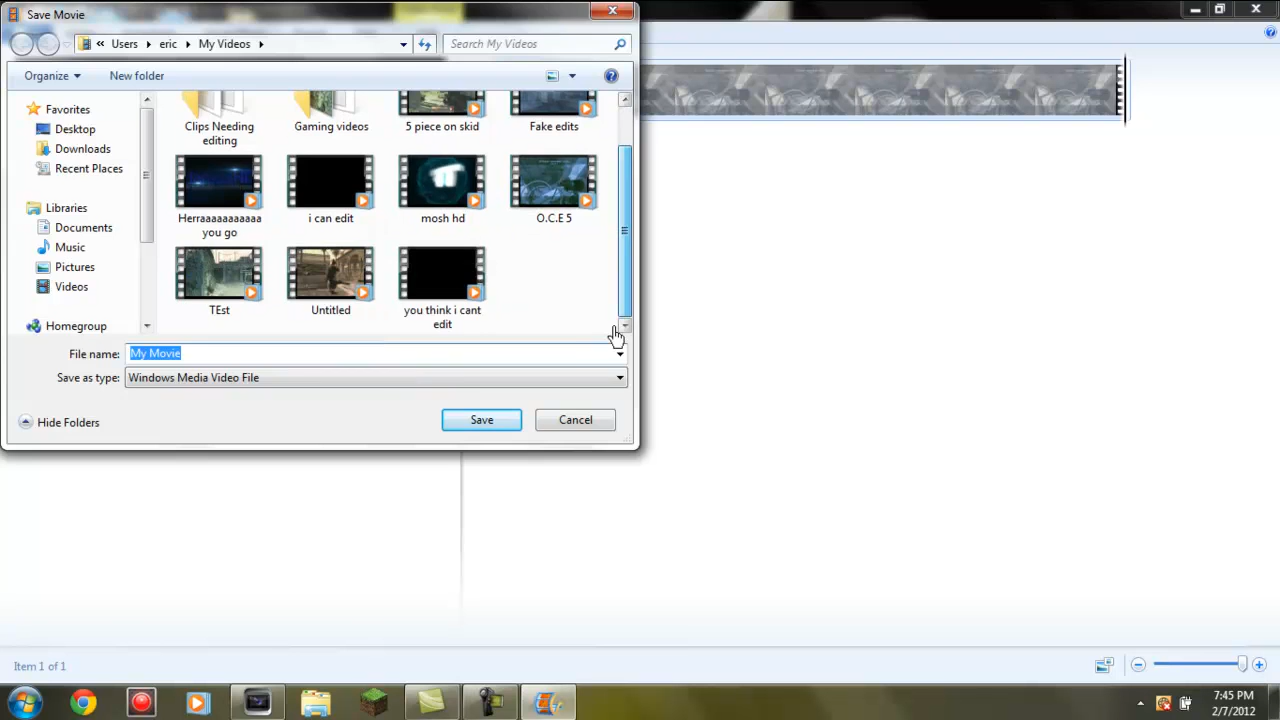 Save Movie
Users
eric
My Videos
Search My Videos
Organize
New folder
Favorites
Desktop
Downloads
Recent Places
Libraries
Documents
Music
Pictures
Videos
Homegroup
Clips Needing
editing
Gaming videos
5 piece on skid
Fake edits
Herraaaaaaaaaa
you go
i can edit
mosh hd
O.C.E 5
TEst
Untitled
you think i cant
edit
File name:
My Movie
Save as type:
Windows Media Video File
Hide Folders
Save
Cancel
Item 1 of 1
7:45 PM
2/7/2012